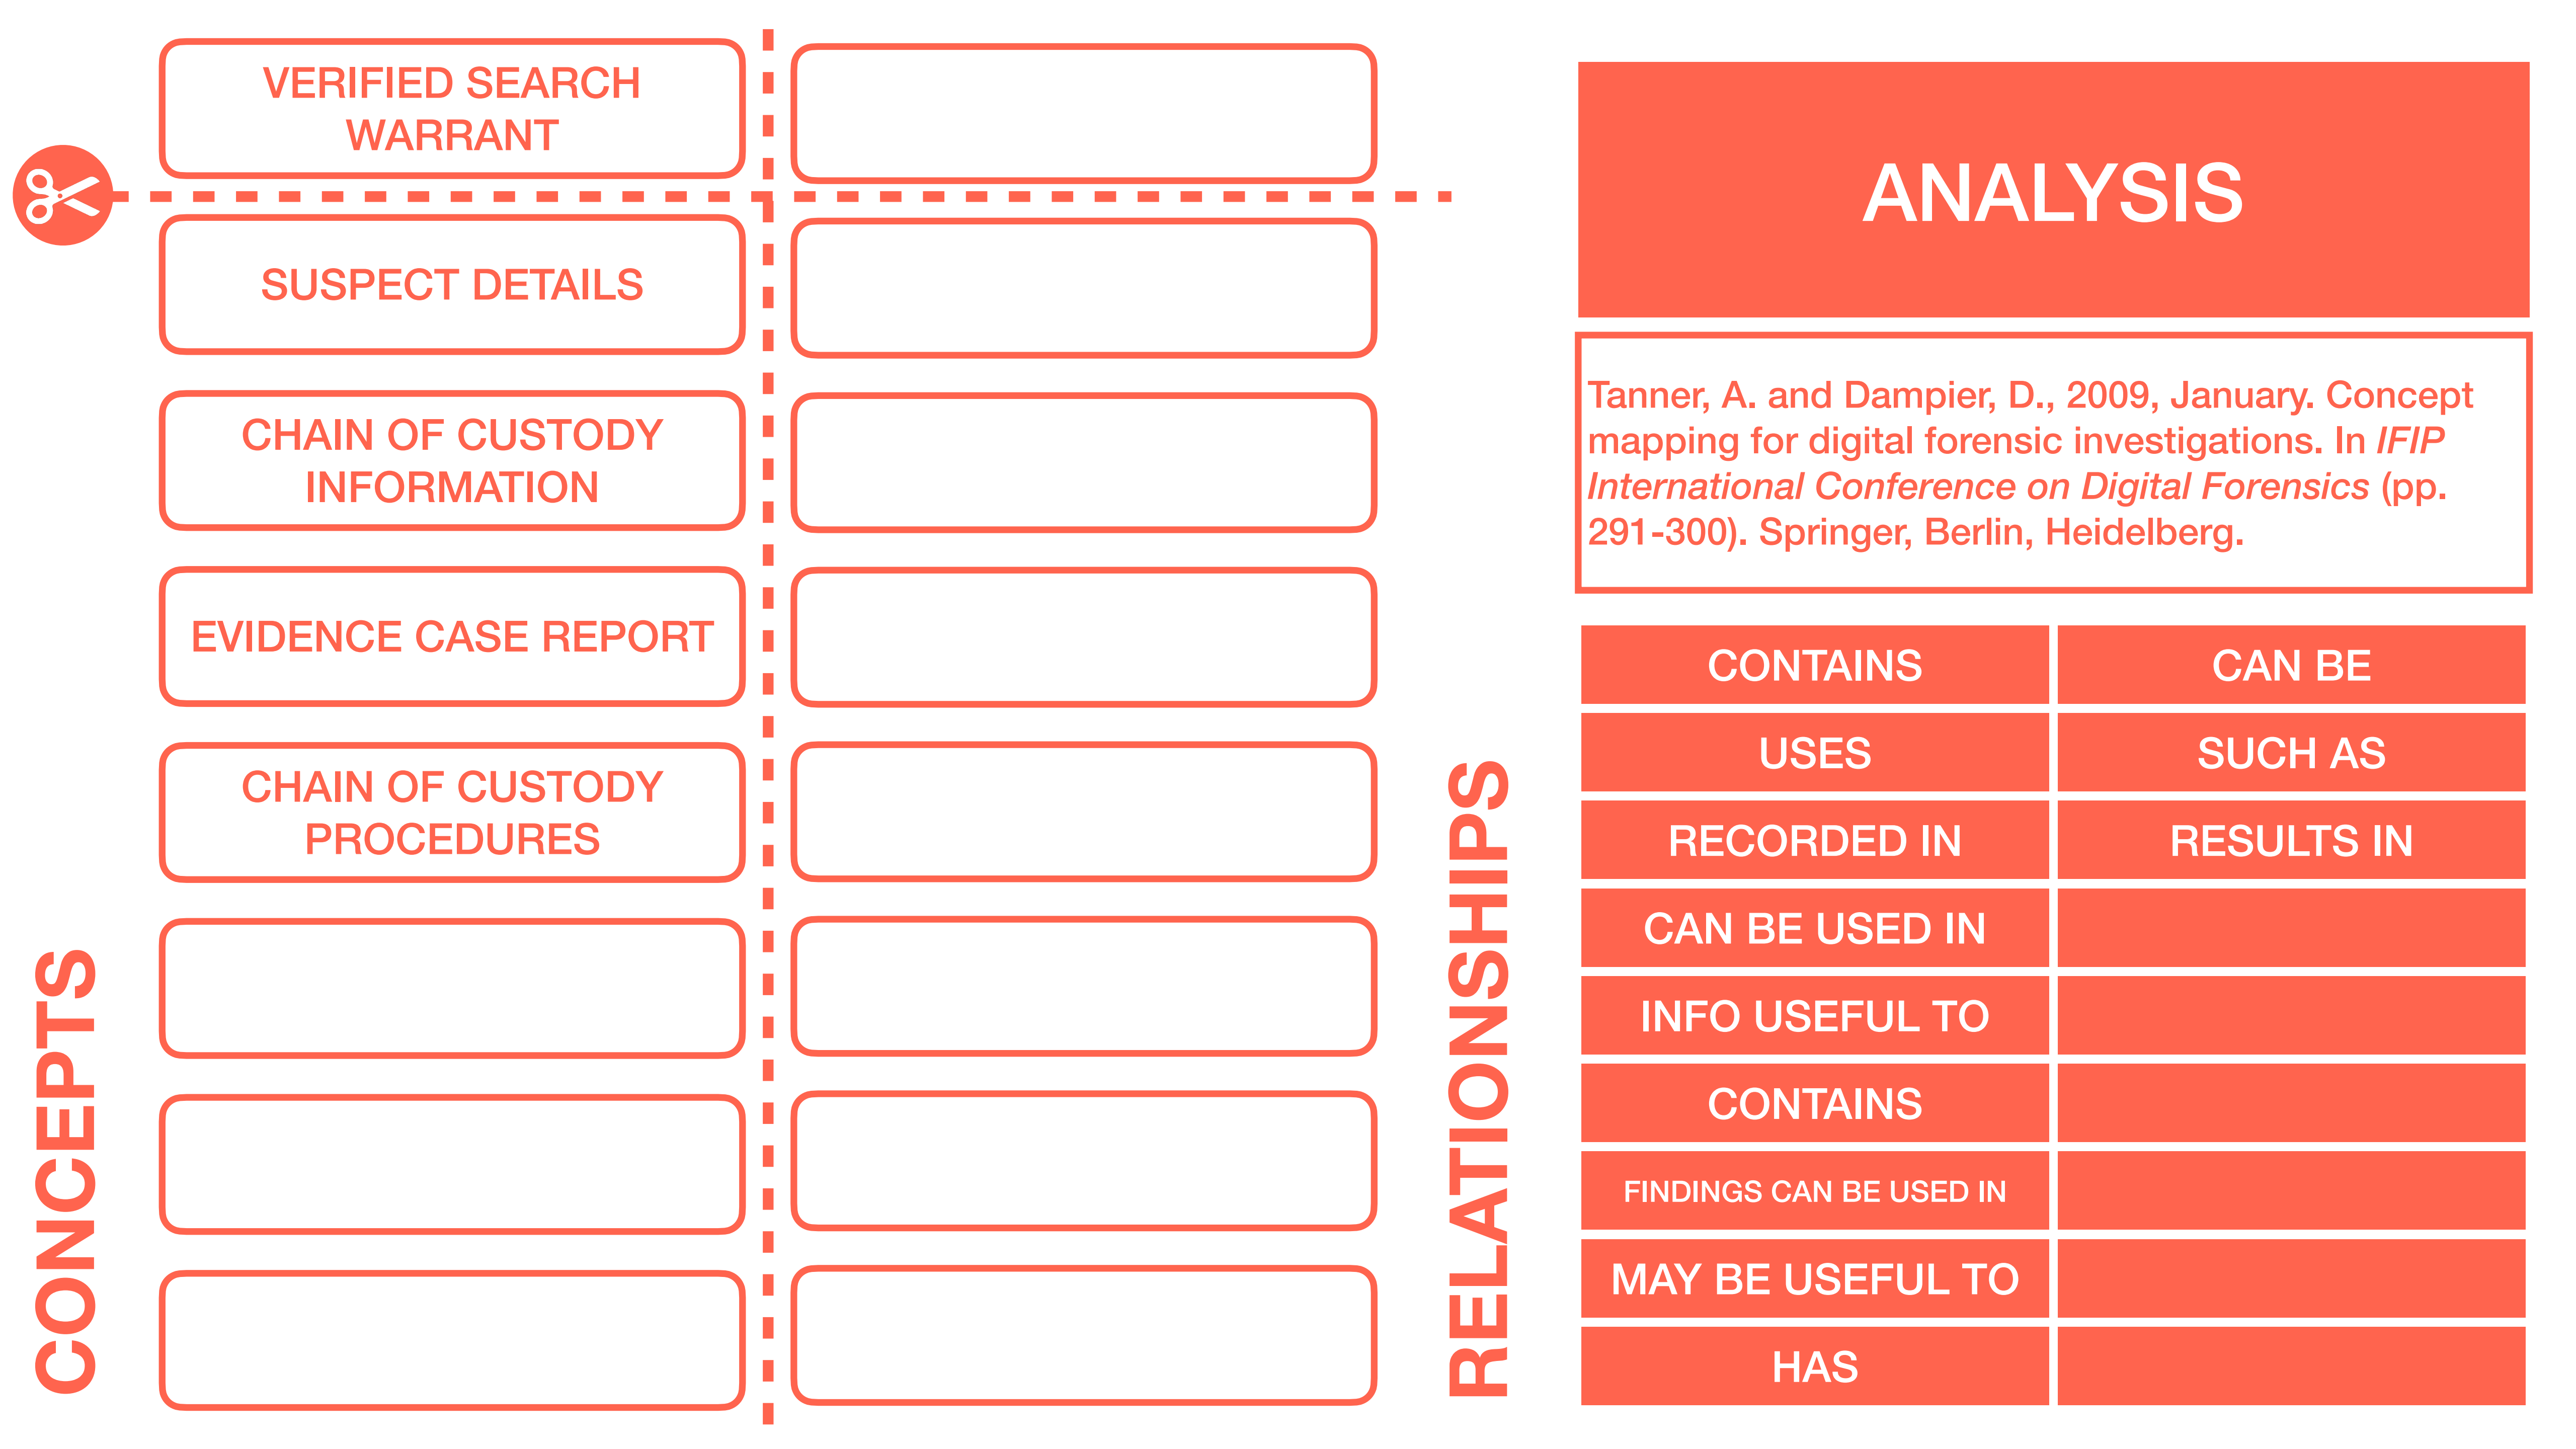 VERIFIED SEARCH
WARRANT
SUSPECT DETAILS
CHAIN OF CUSTODY
INFORMATION
EVIDENCE CASE REPORT
CHAIN OF CUSTODY
PROCEDURES
CONCEPTS
RELATIONSHIPS
ANALYSIS
Tanner, A. and Dampier, D., 2009, January. Concept
mapping for digital forensic investigations. In IFIP
International Conference on Digital Forensics (pp.
291-300). Springer, Berlin, Heidelberg.
CONTAINS
CAN BE
USES
SUCH AS
RECORDED IN
RESULTS IN
CAN BE USED IN
INFO USEFUL TO
CONTAINS
FINDINGS CAN BE USED IN
MAY BE USEFUL TO
HAS